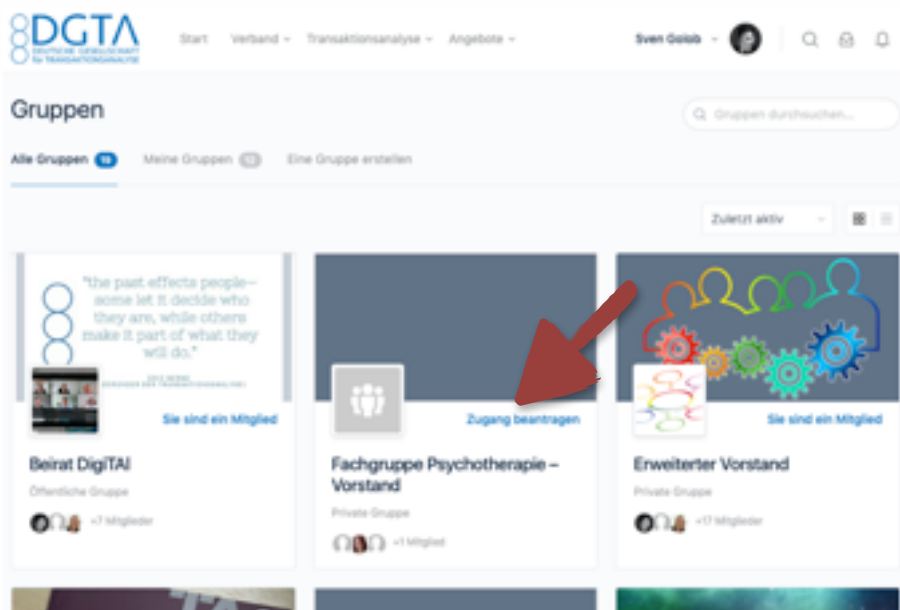 DGTA
DEUTSCHE GESELLSCHAFT
für TRANSAKTIONSANALYSE
Start Verband Transaktionsanalyse Angebote Sven Golob
Gruppen
Gruppen durchsuchen...
Alle Gruppen Meine Gruppen Eine Gruppe erstellen
Zuletzt aktiv
"the past effects people—
some let it decide who
they are, while others
make it part of what they
will do."
Sie sind ein Mitglied Zugang beantragen Sie sind ein Mitglied
Beirat DigiTAl
Öffentliche Gruppe
+7 Mitglieder
Fachgruppe Psychotherapie –
Vorstand
Private Gruppe
+1 Mitglied
Erweiterter Vorstand
Private Gruppe
+17 Mitglieder